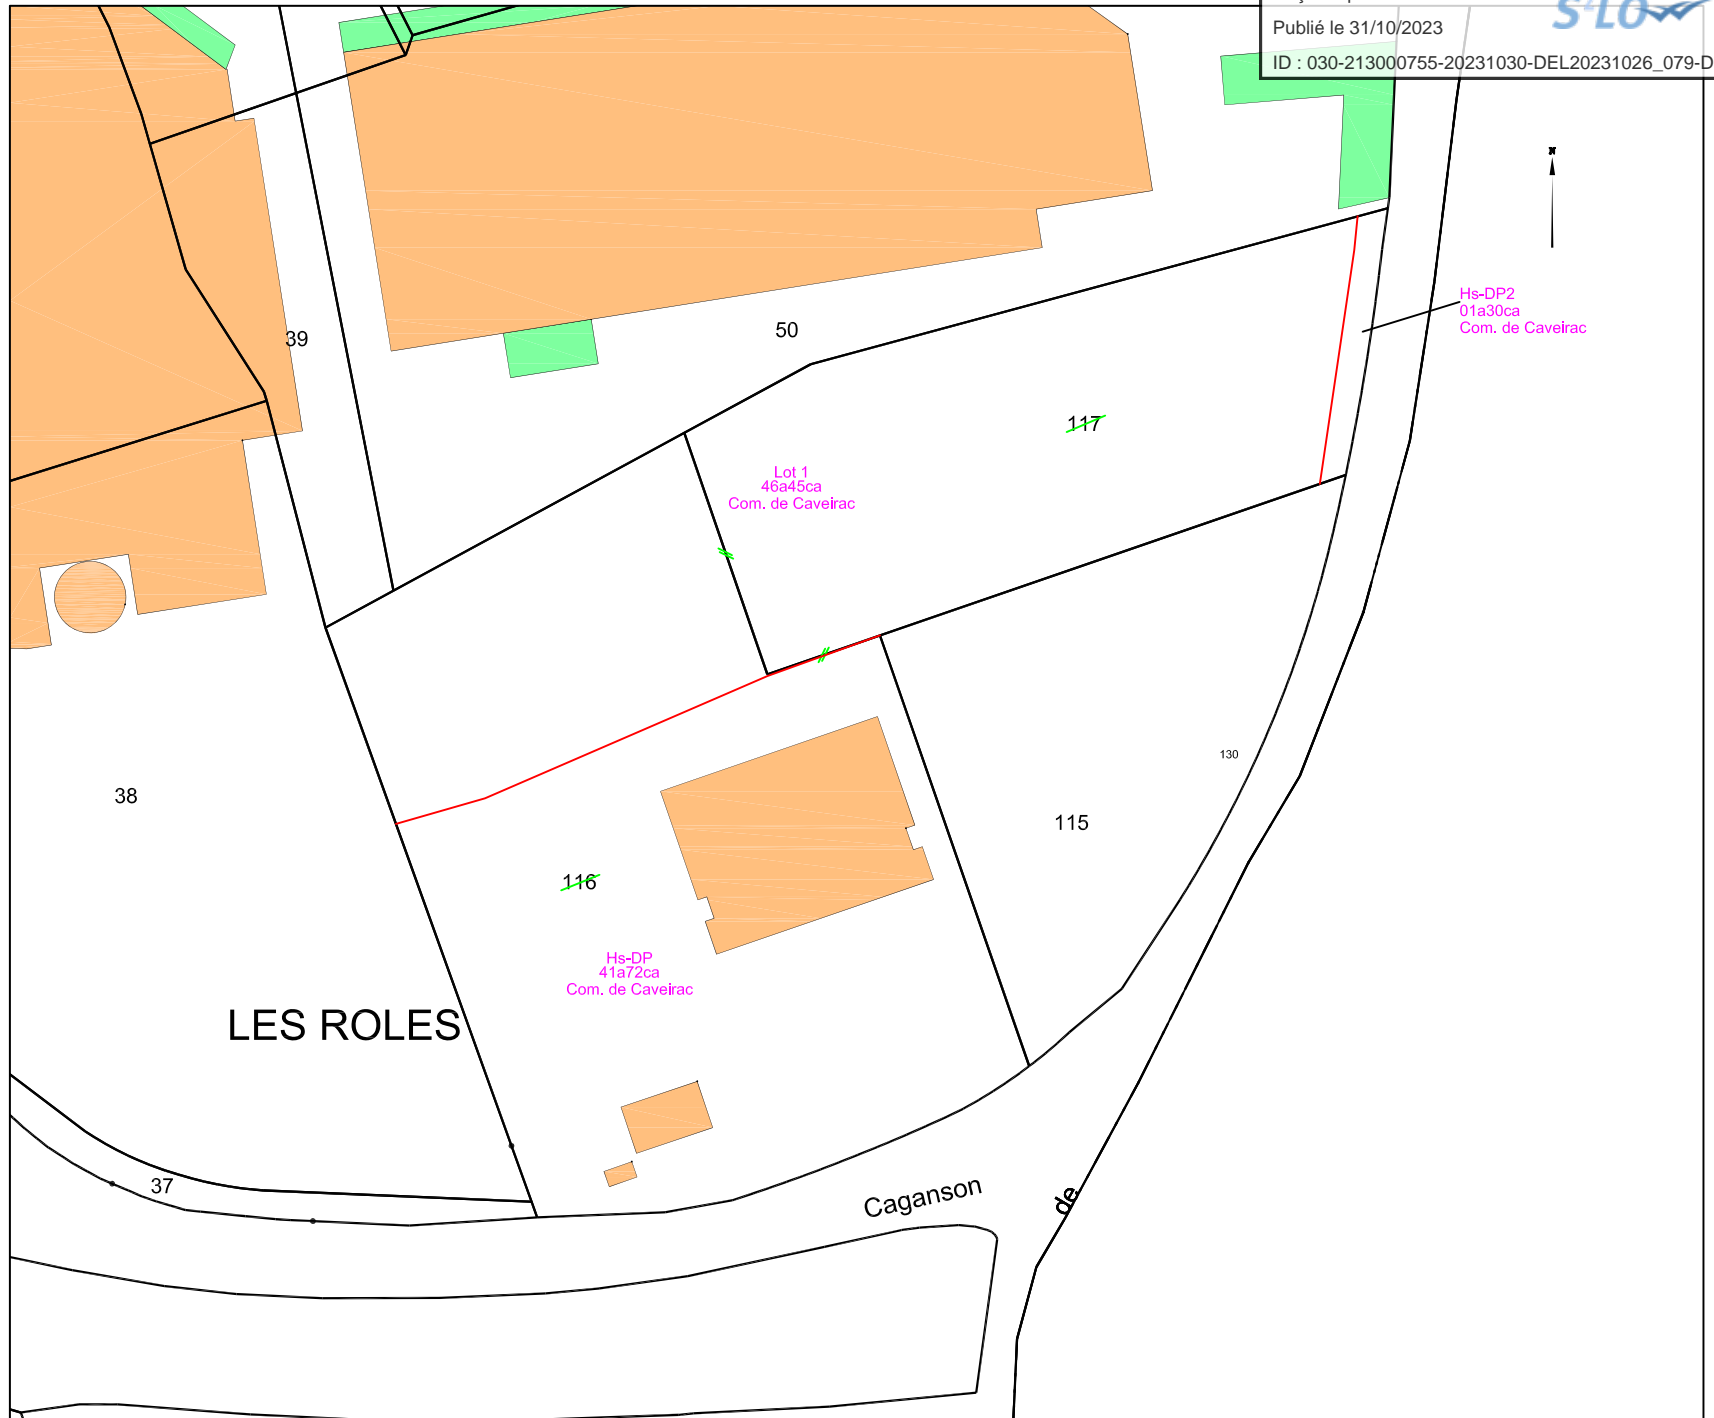 S²LO
Publié le 31/10/2023
ID : 030-213000755-20231030-DEL20231026_079-D
N
Hs-DP2
01a30ca
Com. de Caveirac
39
50
117
Lot 1
46a45ca
Com. de Caveirac
130
38
115
116
Hs-DP
41a72ca
Com. de Caveirac
LES ROLES
37
Caganson
de